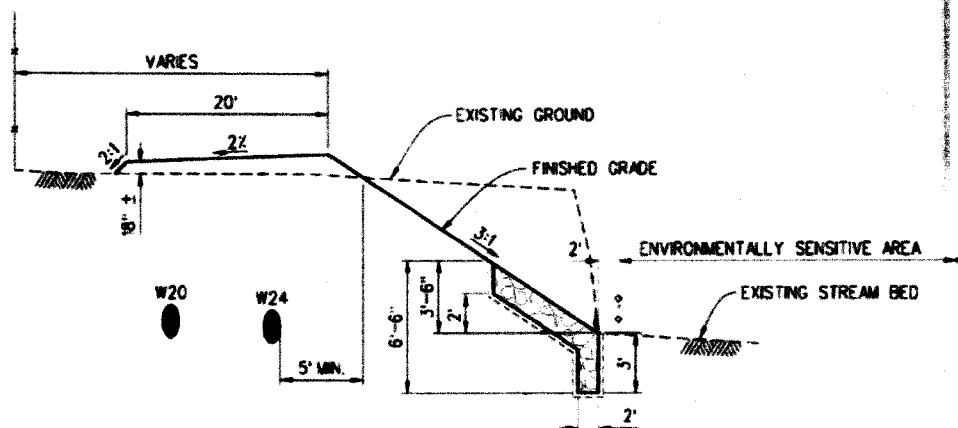 VARIES
20'
EXISTING GROUND
2:1
2%
FINISHED GRADE
18" ±
3:1
2'
ENVIRONMENTALLY SENSITIVE AREA
EXISTING STREAM BED
W20
W24
6'-6"
3'-6"
2'
3'
5' MIN.
2'